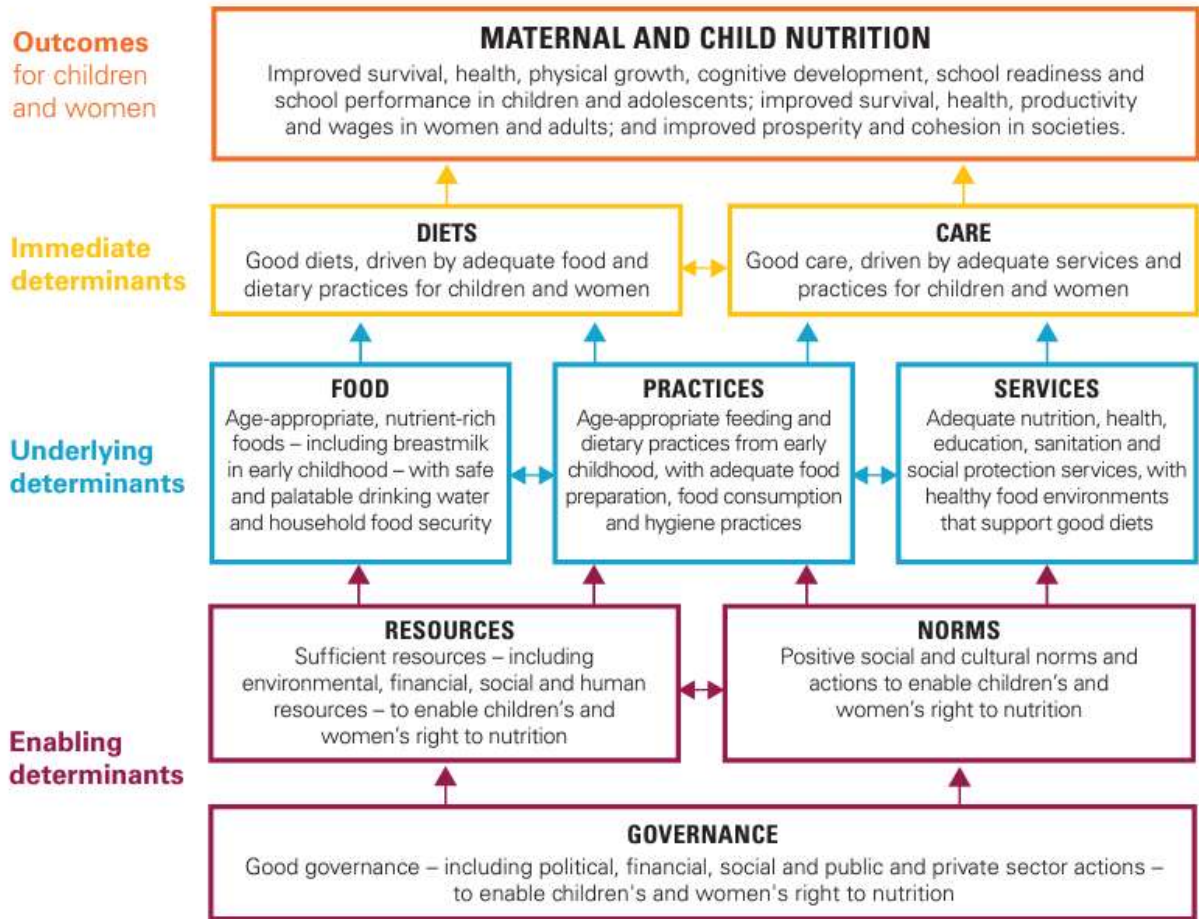 Outcomes
for children
and women
MATERNAL AND CHILD NUTRITION
Improved survival, health, physical growth, cognitive development, school readiness and
school performance in children and adolescents; improved survival, health, productivity
and wages in women and adults; and improved prosperity and cohesion in societies.
Immediate
determinants
DIETS
Good diets, driven by adequate food and
dietary practices for children and women
CARE
Good care, driven by adequate services and
practices for children and women
Underlying
determinants
FOOD
Age-appropriate, nutrient-rich
foods – including breastmilk
in early childhood – with safe
and palatable drinking water
and household food security
PRACTICES
Age-appropriate feeding and
dietary practices from early
childhood, with adequate food
preparation, food consumption
and hygiene practices
SERVICES
Adequate nutrition, health,
education, sanitation and
social protection services, with
healthy food environments
that support good diets
Enabling
determinants
RESOURCES
Sufficient resources – including
environmental, financial, social and human
resources – to enable children’s and
women’s right to nutrition
NORMS
Positive social and cultural norms and
actions to enable children’s and
women’s right to nutrition
GOVERNANCE
Good governance – including political, financial, social and public and private sector actions –
to enable children's and women's right to nutrition